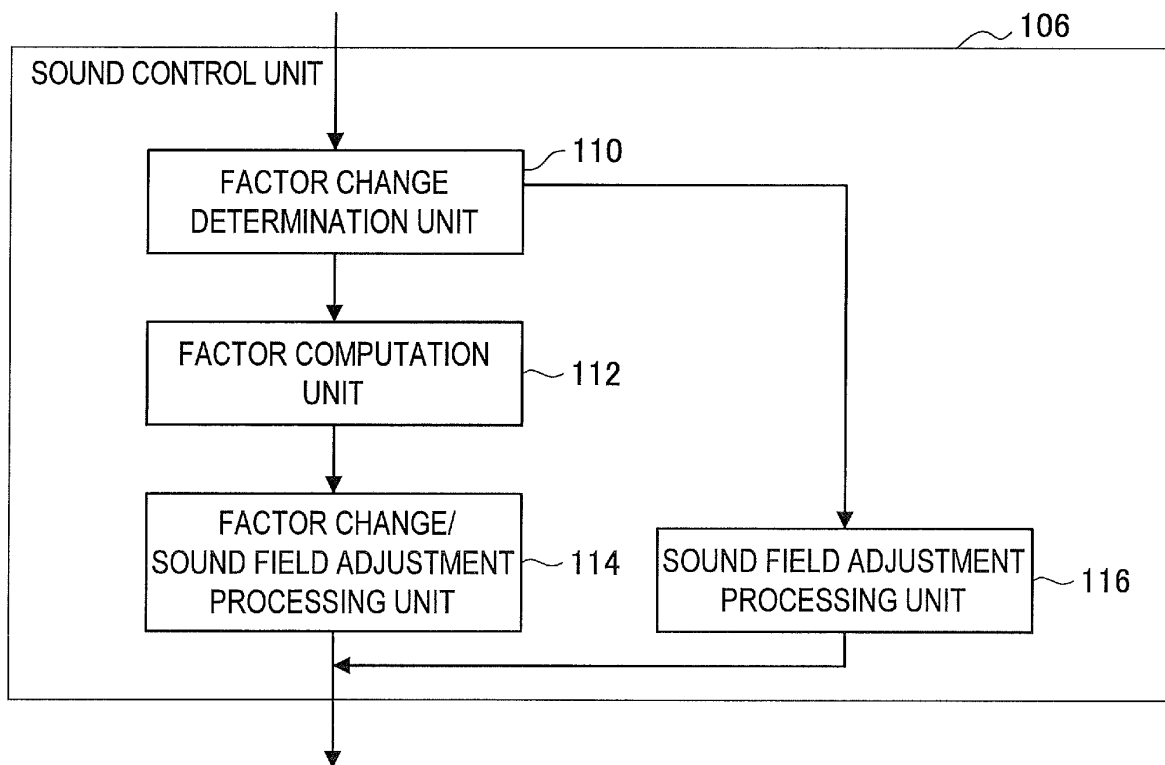 106
SOUND CONTROL UNIT
110
FACTOR CHANGE
DETERMINATION UNIT
FACTOR COMPUTATION
UNIT
112
FACTOR CHANGE/
SOUND FIELD ADJUSTMENT
PROCESSING UNIT
114
SOUND FIELD ADJUSTMENT
PROCESSING UNIT
116